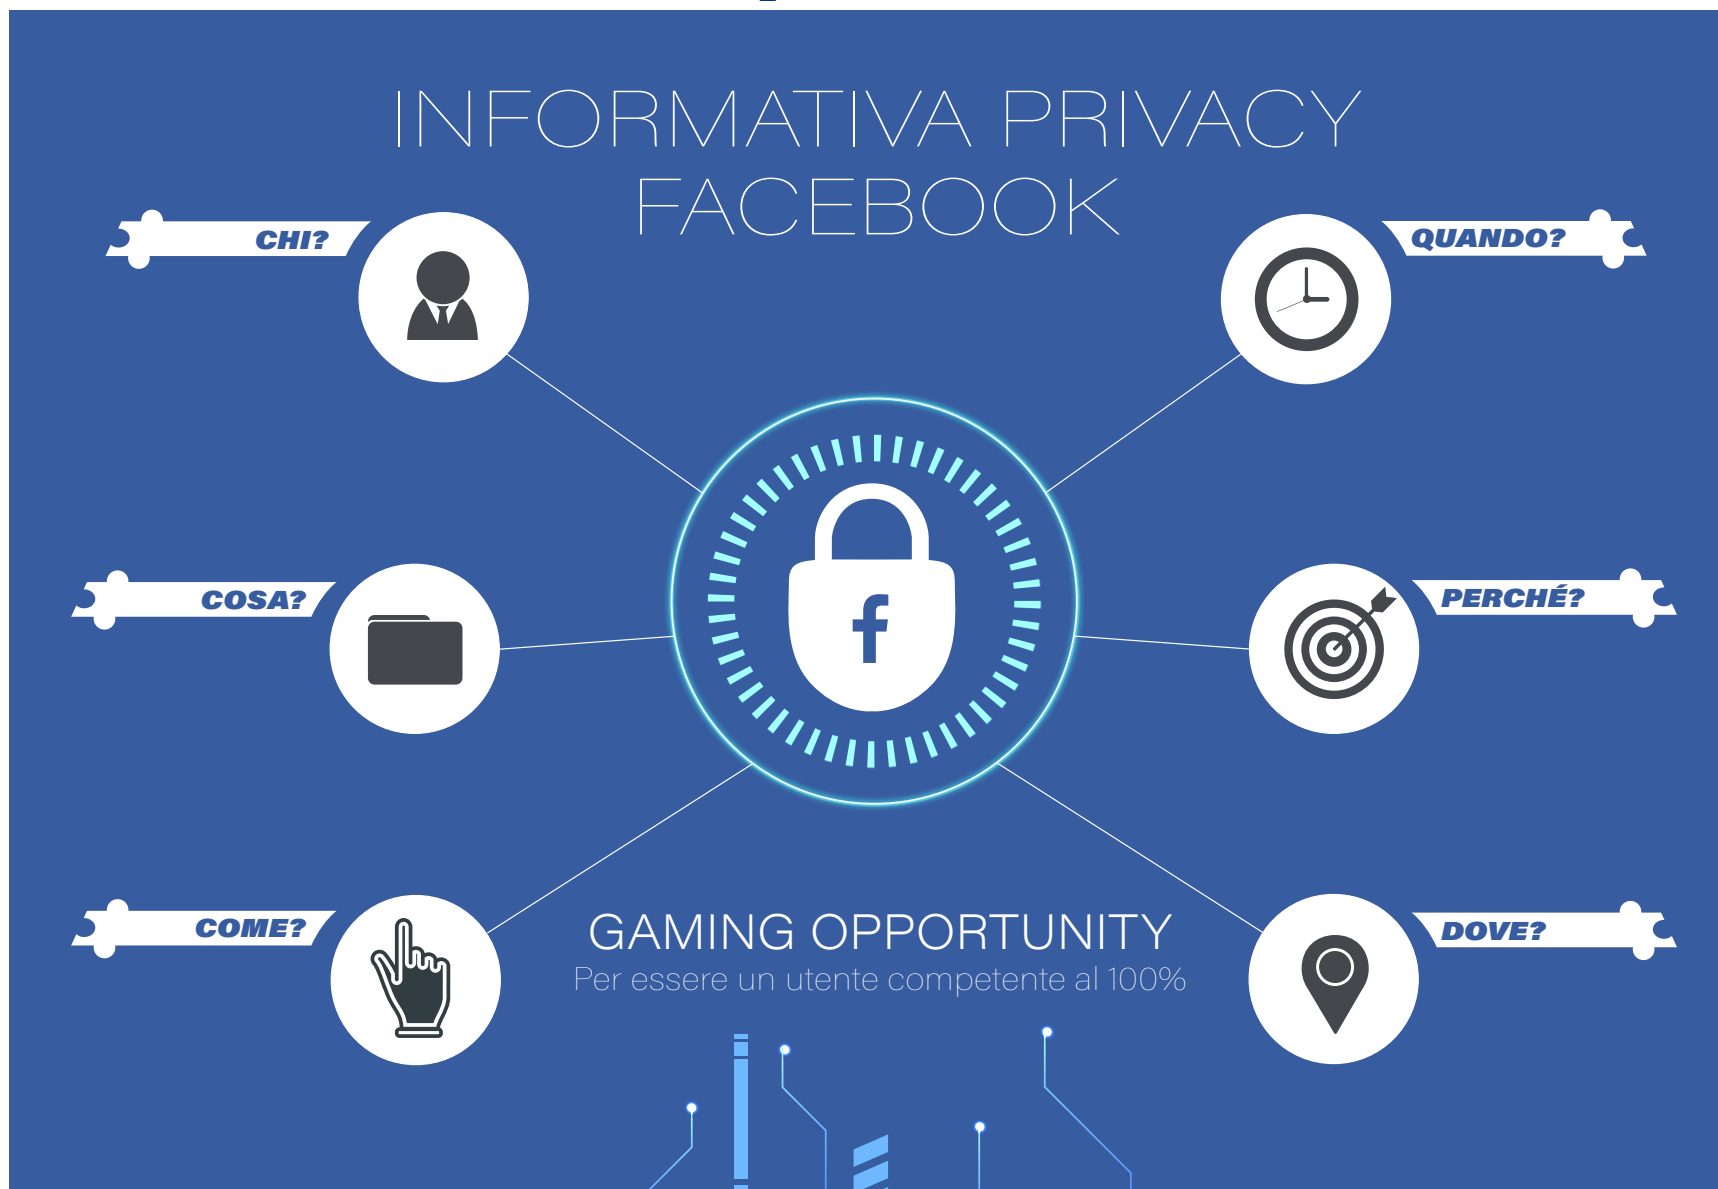 INFORMATIVA PRIVACY
FACEBOOK
CHI?
QUANDO?
COSA?
f
PERCHÉ?
COME?
GAMING OPPORTUNITY
Per essere un utente competente al 100%
DOVE?